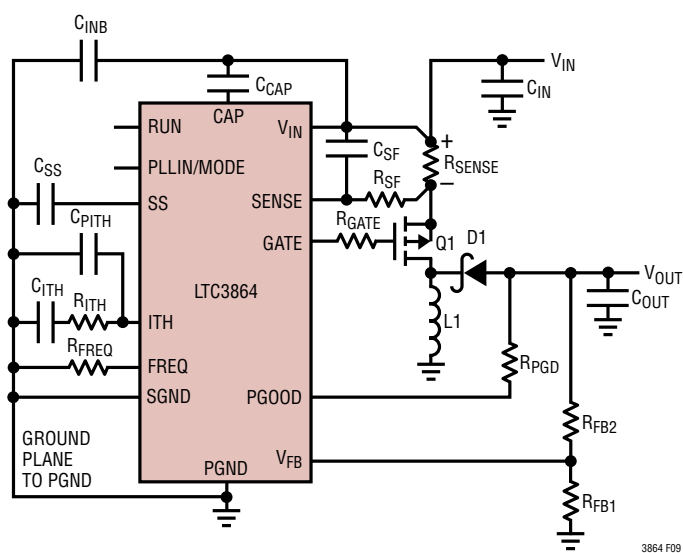 CINB
CCAP
VIN
CIN
RUN
CAP
VIN
CSF
+
RSENSE
−
PLLIN/MODE
CSS
SS
SENSE
RSF
CPITH
RGATE
GATE
Q1
D1
VOUT
COUT
CITH
RITH
LTC3864
L1
ITH
RFREQ
FREQ
RPGD
SGND
PGOOD
RFB2
GROUND
PLANE
TO PGND
PGND
VFB
RFB1
3864 F09